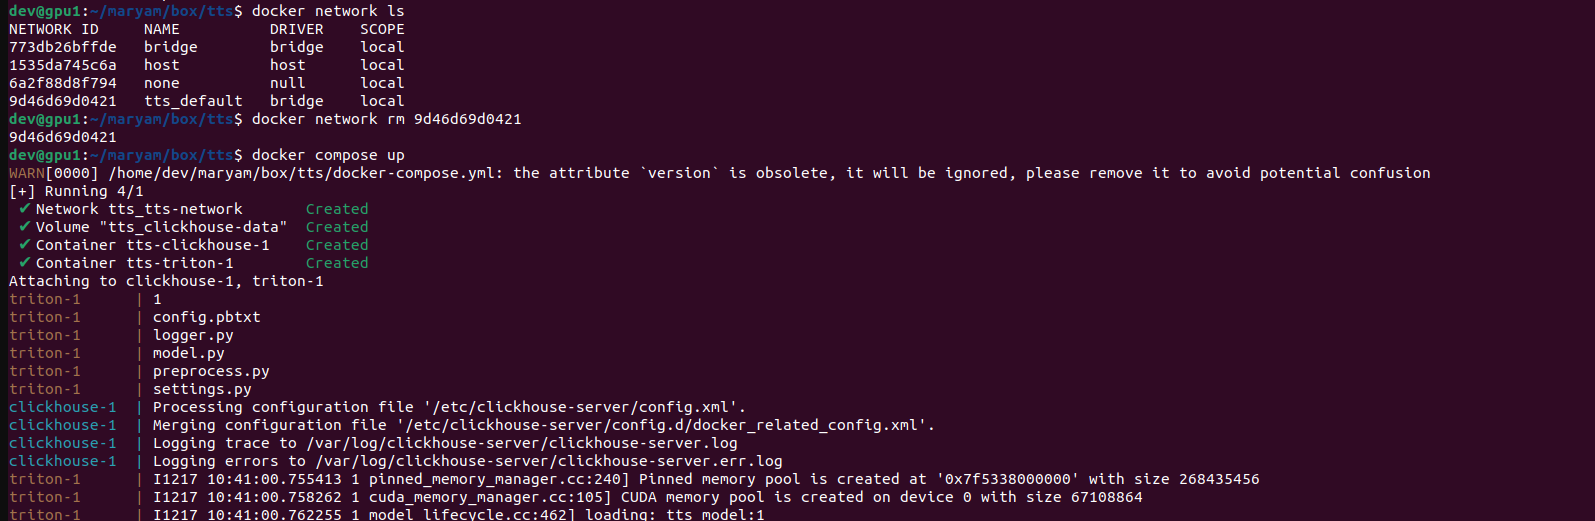 dev@gpu1:~/maryam/box/tts$ docker network ls
NETWORK ID     NAME          DRIVER    SCOPE
773db26bffde   bridge        bridge    local
1535da745c6a   host          host      local
6a2f88d8f794   none          null      local
9d46d69d0421   tts_default   bridge    local
dev@gpu1:~/maryam/box/tts$ docker network rm 9d46d69d0421
9d46d69d0421
dev@gpu1:~/maryam/box/tts$ docker compose up
WARN[0000] /home/dev/maryam/box/tts/docker-compose.yml: the attribute `version` is obsolete, it will be ignored, please remove it to avoid potential confusion
[+] Running 4/1
 ✔ Network tts_tts-network       Created
 ✔ Volume "tts_clickhouse-data"  Created
 ✔ Container tts-clickhouse-1    Created
 ✔ Container tts-triton-1        Created
Attaching to clickhouse-1, triton-1
triton-1      | 1
triton-1      | config.pbtxt
triton-1      | logger.py
triton-1      | model.py
triton-1      | preprocess.py
triton-1      | settings.py
clickhouse-1  | Processing configuration file '/etc/clickhouse-server/config.xml'.
clickhouse-1  | Merging configuration file '/etc/clickhouse-server/config.d/docker_related_config.xml'.
clickhouse-1  | Logging trace to /var/log/clickhouse-server/clickhouse-server.log
clickhouse-1  | Logging errors to /var/log/clickhouse-server/clickhouse-server.err.log
triton-1      | I1217 10:41:00.755413 1 pinned_memory_manager.cc:240] Pinned memory pool is created at '0x7f5338000000' with size 268435456
triton-1      | I1217 10:41:00.758262 1 cuda_memory_manager.cc:105] CUDA memory pool is created on device 0 with size 67108864
triton-1      | I1217 10:41:00.762255 1 model_lifecycle.cc:462] loading: tts_model:1